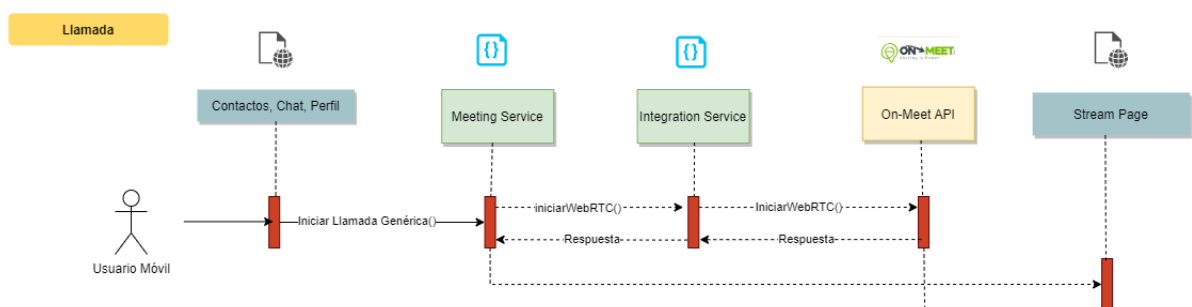 Llamada
{}
{}
ON MEET
Contactos, Chat, Perfil
Meeting Service
Integration Service
On-Meet API
Stream Page
Iniciar Llamada Genérica()
iniciarWebRTC()
IniciarWebRTC()
Respuesta
Respuesta
Usuario Móvil